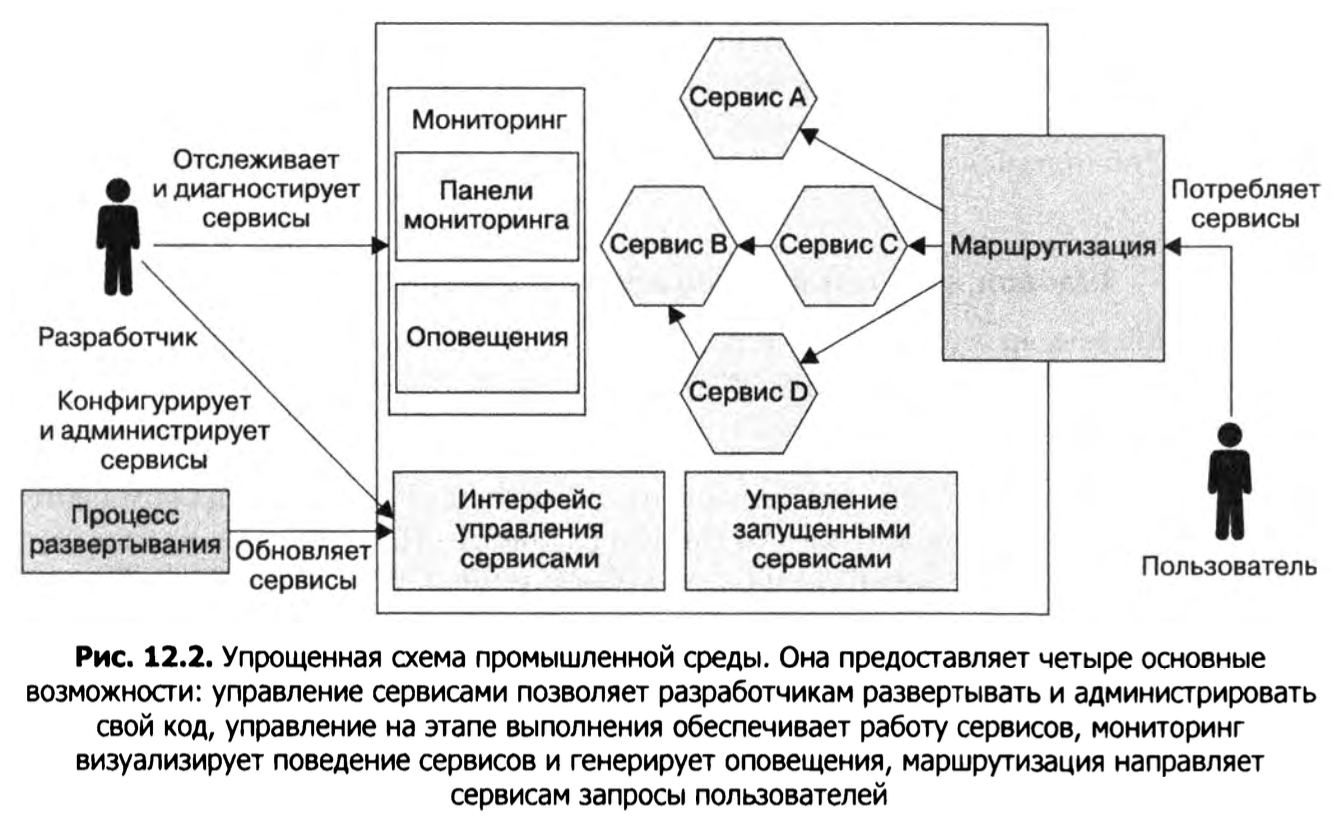 Сервис A
Мониторинг
Отслеживает
и диагностирует
сервисы
Панели
мониторинга
Потребляет
сервисы
Сервис B
Сервис C
Маршрутизация
Разработчик
Оповещения
Сервис D
Конфигурирует
и администрирует
сервисы
Процесс
развертывания
Обновляет
сервисы
Интерфейс
управления
сервисами
Управление
запущенными
сервисами
Пользователь
Рис. 12.2. Упрощенная схема промышленной среды. Она предоставляет четыре основные
возможности: управление сервисами позволяет разработчикам развертывать и администрировать
свой код, управление на этапе выполнения обеспечивает работу сервисов, мониторинг
визуализирует поведение сервисов и генерирует оповещения, маршрутизация направляет
сервисам запросы пользователей